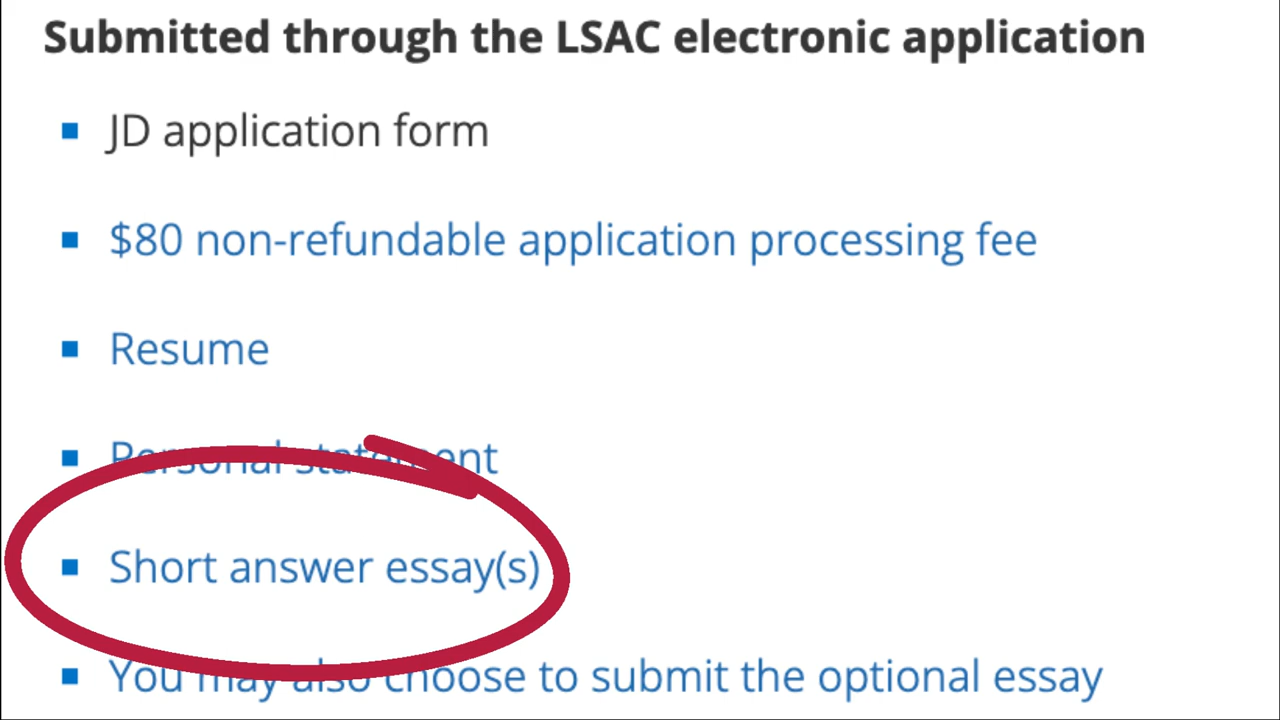 Submitted through the LSAC electronic application
JD application form
$80 non-refundable application processing fee
Resume
Personal statement
Short answer essay(s)
You may also choose to submit the optional essay